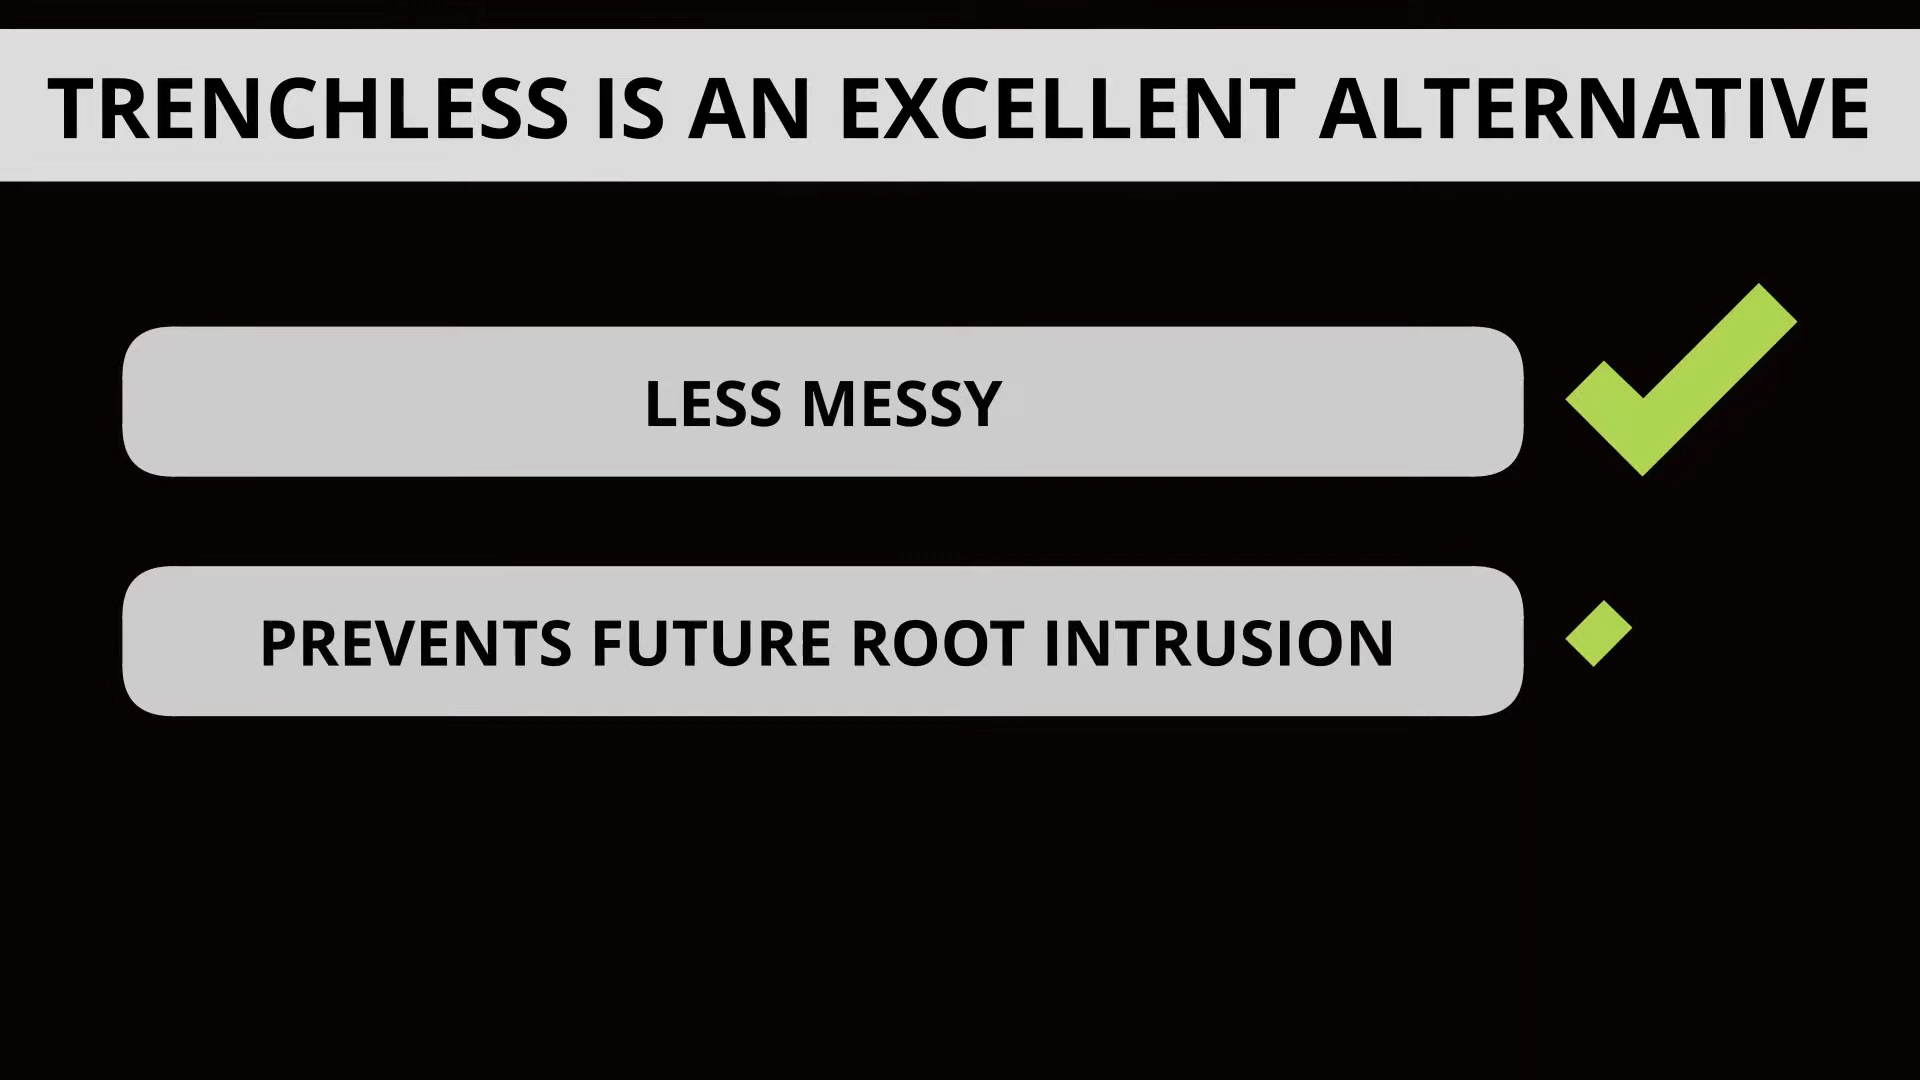 TRENCHLESS IS AN EXCELLENT ALTERNATIVE
LESS MESSY
PREVENTS FUTURE ROOT INTRUSION